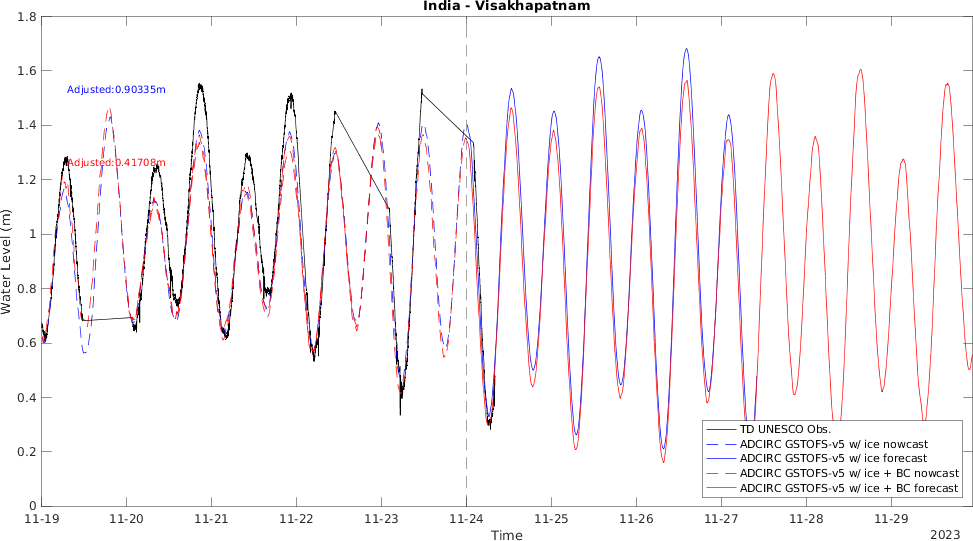 India - Visakhapatnam
1.8
1.6
1.4
1.2
1
0.8
0.6
0.4
0.2
0
Water Level (m)
Adjusted:0.90335m
Adjusted:0.41708m
TD UNESCO Obs.
ADCIRC GSTOFS-v5 w/ ice nowcast
ADCIRC GSTOFS-v5 w/ ice forecast
ADCIRC GSTOFS-v5 w/ ice + BC nowcast
ADCIRC GSTOFS-v5 w/ ice + BC forecast
11-19 11-20 11-21 11-22 11-23 11-24 11-25 11-26 11-27 11-28 11-29
Time
2023